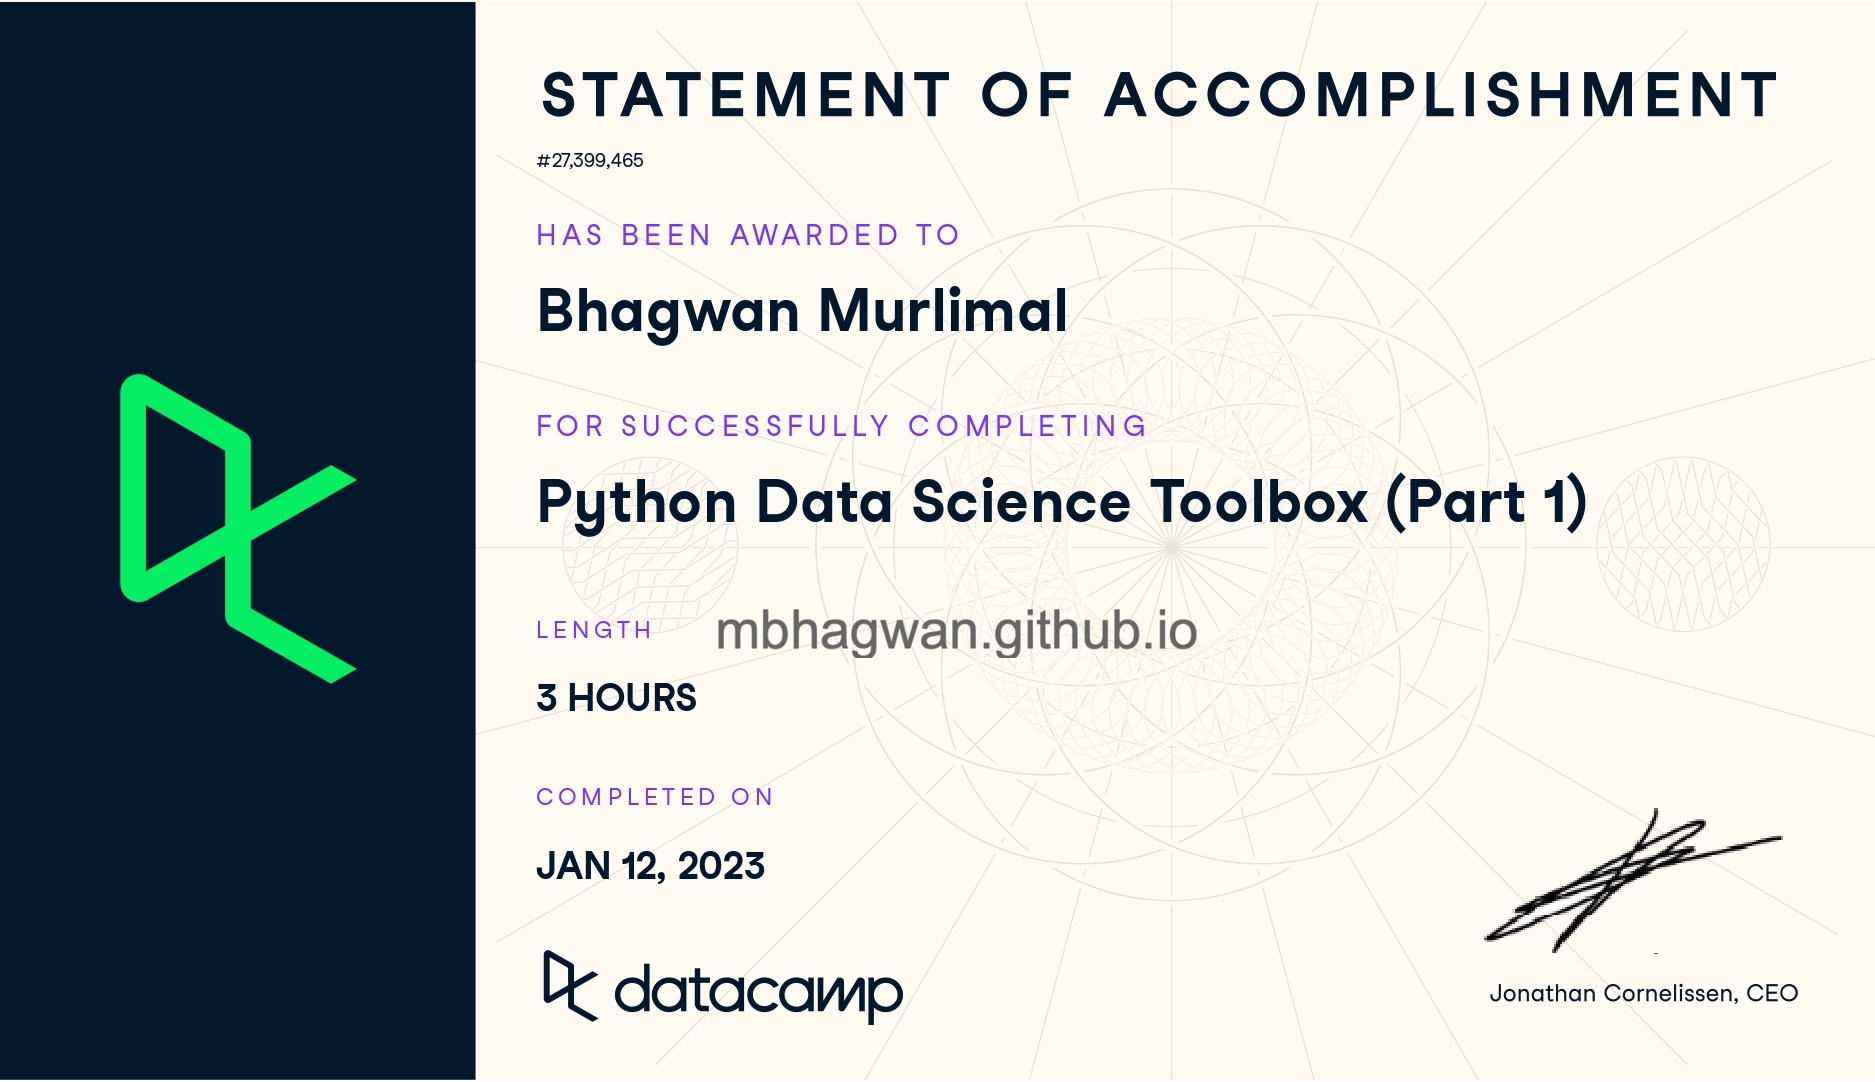 STATEMENT OF ACCOMPLISHMENT
#27,399,465
HAS BEEN AWARDED TO
Bhagwan Murlimal
FOR SUCCESSFULLY COMPLETING
Python Data Science Toolbox (Part 1)
LENGTH
mbhagwan.github.io
3 HOURS
COMPLETED ON
JAN 12, 2023
datacamp
Jonathan Cornelissen, CEO